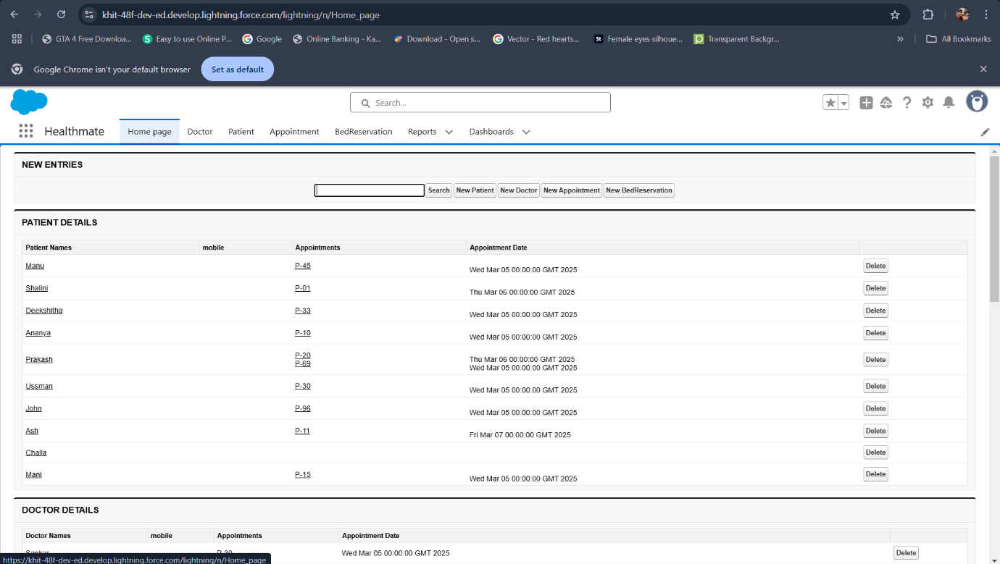 khit-48f-dev-ed.develop.lightning.force.com/lightning/n/Home_page
GTA 4 Free Downloa... Easy to use Online P... Google Online Banking - Ka... Download - Open s... Vector - Red hearts... St Female eyes silhoue... Transparent Backgr... » All Bookmarks
Google Chrome isn't your default browser Set as default
Search...
Healthmate Home page Doctor Patient Appointment BedReservation Reports Dashboards
NEW ENTRIES
Search New Patient New Doctor New Appointment New BedReservation
PATIENT DETAILS
Patient Names mobile Appointments Appointment Date
Manu P-45 Wed Mar 05 00:00:00 GMT 2025 Delete
Shalini P-01 Thu Mar 06 00:00:00 GMT 2025 Delete
Deekshitha P-33 Wed Mar 05 00:00:00 GMT 2025 Delete
Ananya P-10 Wed Mar 05 00:00:00 GMT 2025 Delete
Prakash P-20 Thu Mar 06 00:00:00 GMT 2025 Delete
P-69 Wed Mar 05 00:00:00 GMT 2025
Ussman P-30 Wed Mar 05 00:00:00 GMT 2025 Delete
John P-96 Wed Mar 05 00:00:00 GMT 2025 Delete
Ash P-11 Fri Mar 07 00:00:00 GMT 2025 Delete
Challa Delete
Mani P-15 Wed Mar 05 00:00:00 GMT 2025 Delete
DOCTOR DETAILS
Doctor Names mobile Appointments Appointment Date
Wed Mar 05 00:00:00 GMT 2025 Delete
https://khit-48f-dev-ed.develop.lightning.force.com/lightning/n/Home_page